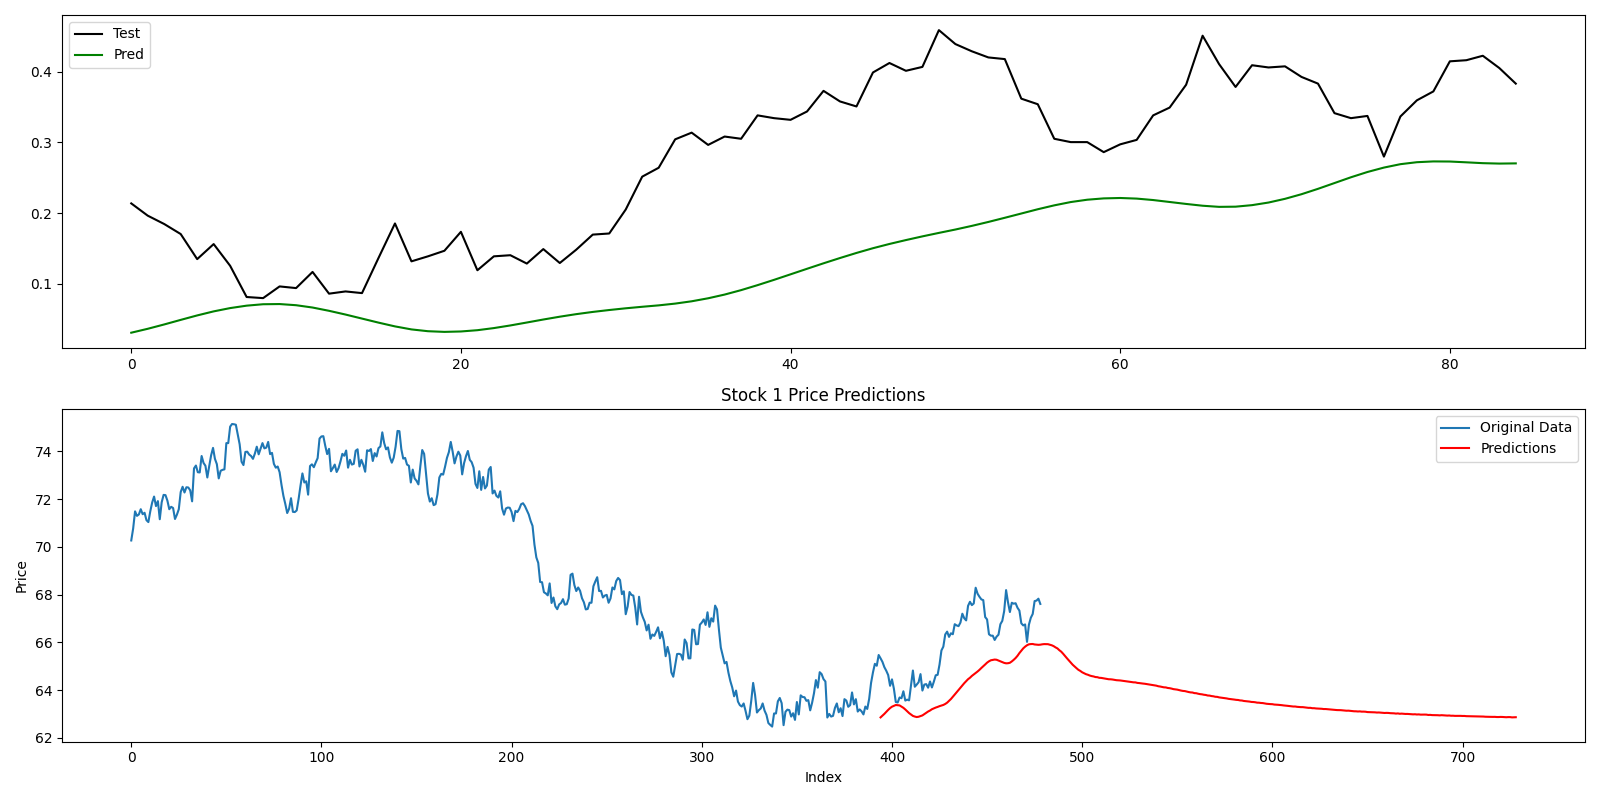 Test
Pred
0.4
0.3
0.2
0.1
0 20 40 60 80
Stock 1 Price Predictions
Original Data
Predictions
74
72
70
68
66
64
62
Price
0 100 200 300 400 500 600 700
Index